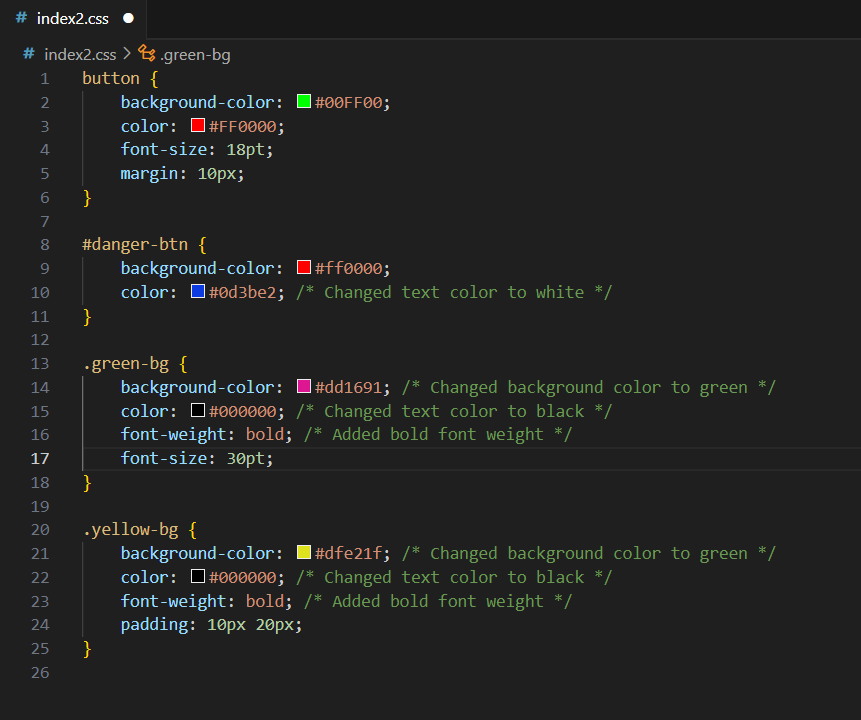 # index2.css ●
# index2.css > .green-bg
1 button {
2 background-color: #00FF00;
3 color: #FF0000;
4 font-size: 18pt;
5 margin: 10px;
6 }
7
8 #danger-btn {
9 background-color: #ff0000;
10 color: #0d3be2; /* Changed text color to white */
11 }
12
13 .green-bg {
14 background-color: #dd1691; /* Changed background color to green */
15 color: #000000; /* Changed text color to black */
16 font-weight: bold; /* Added bold font weight */
17 font-size: 30pt;
18 }
19
20 .yellow-bg {
21 background-color: #dfe21f; /* Changed background color to green */
22 color: #000000; /* Changed text color to black */
23 font-weight: bold; /* Added bold font weight */
24 padding: 10px 20px;
25 }
26